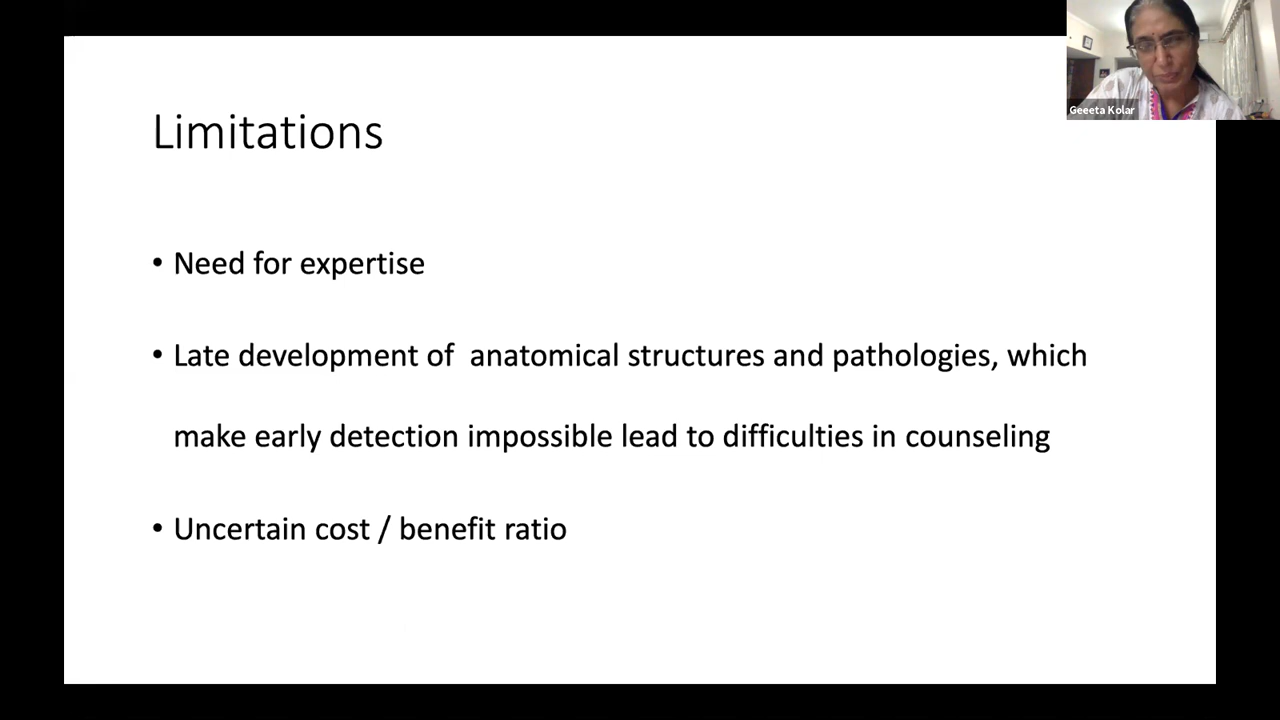 Geeeta Kolar
Limitations
• Need for expertise
• Late development of  anatomical structures and pathologies, which
make early detection impossible lead to difficulties in counseling
• Uncertain cost / benefit ratio